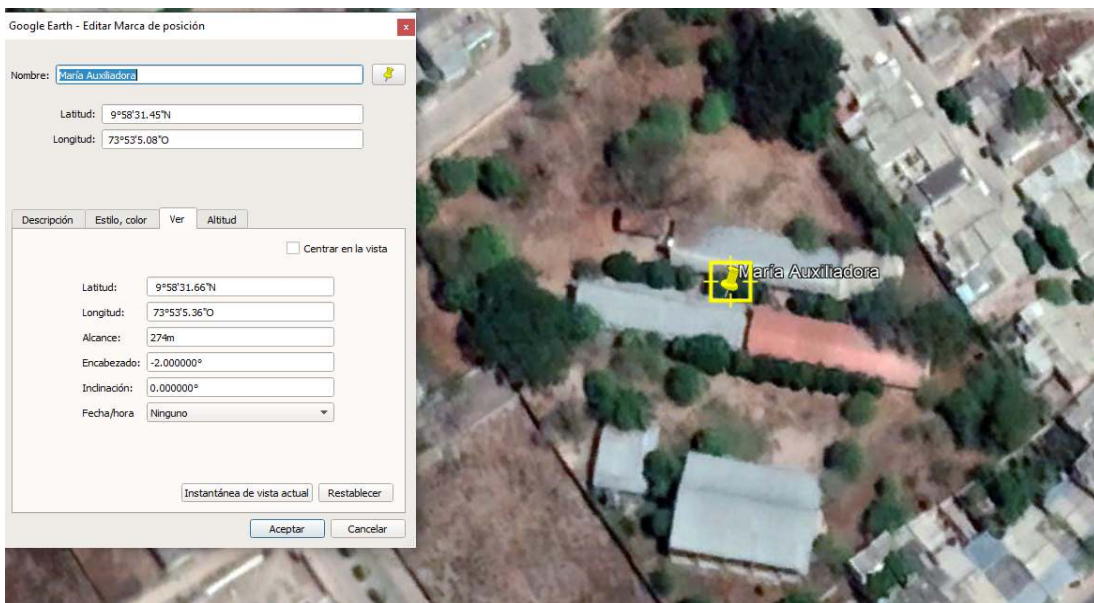 Google Earth - Editar Marca de posición
x
Nombre: María Auxiliadora
Latitud: 9°58'31.45"N
Longitud: 73°53'5.08"O
Descripción Estilo, color Ver Altitud
Centrar en la vista
Latitud: 9°58'31.66"N
Longitud: 73°53'5.36"O
Alcance: 274m
Encabezado: -2.000000°
Inclinación: 0.000000°
Fecha/hora Ninguno
Instantánea de vista actual Restablecer
Aceptar Cancelar
María Auxiliadora